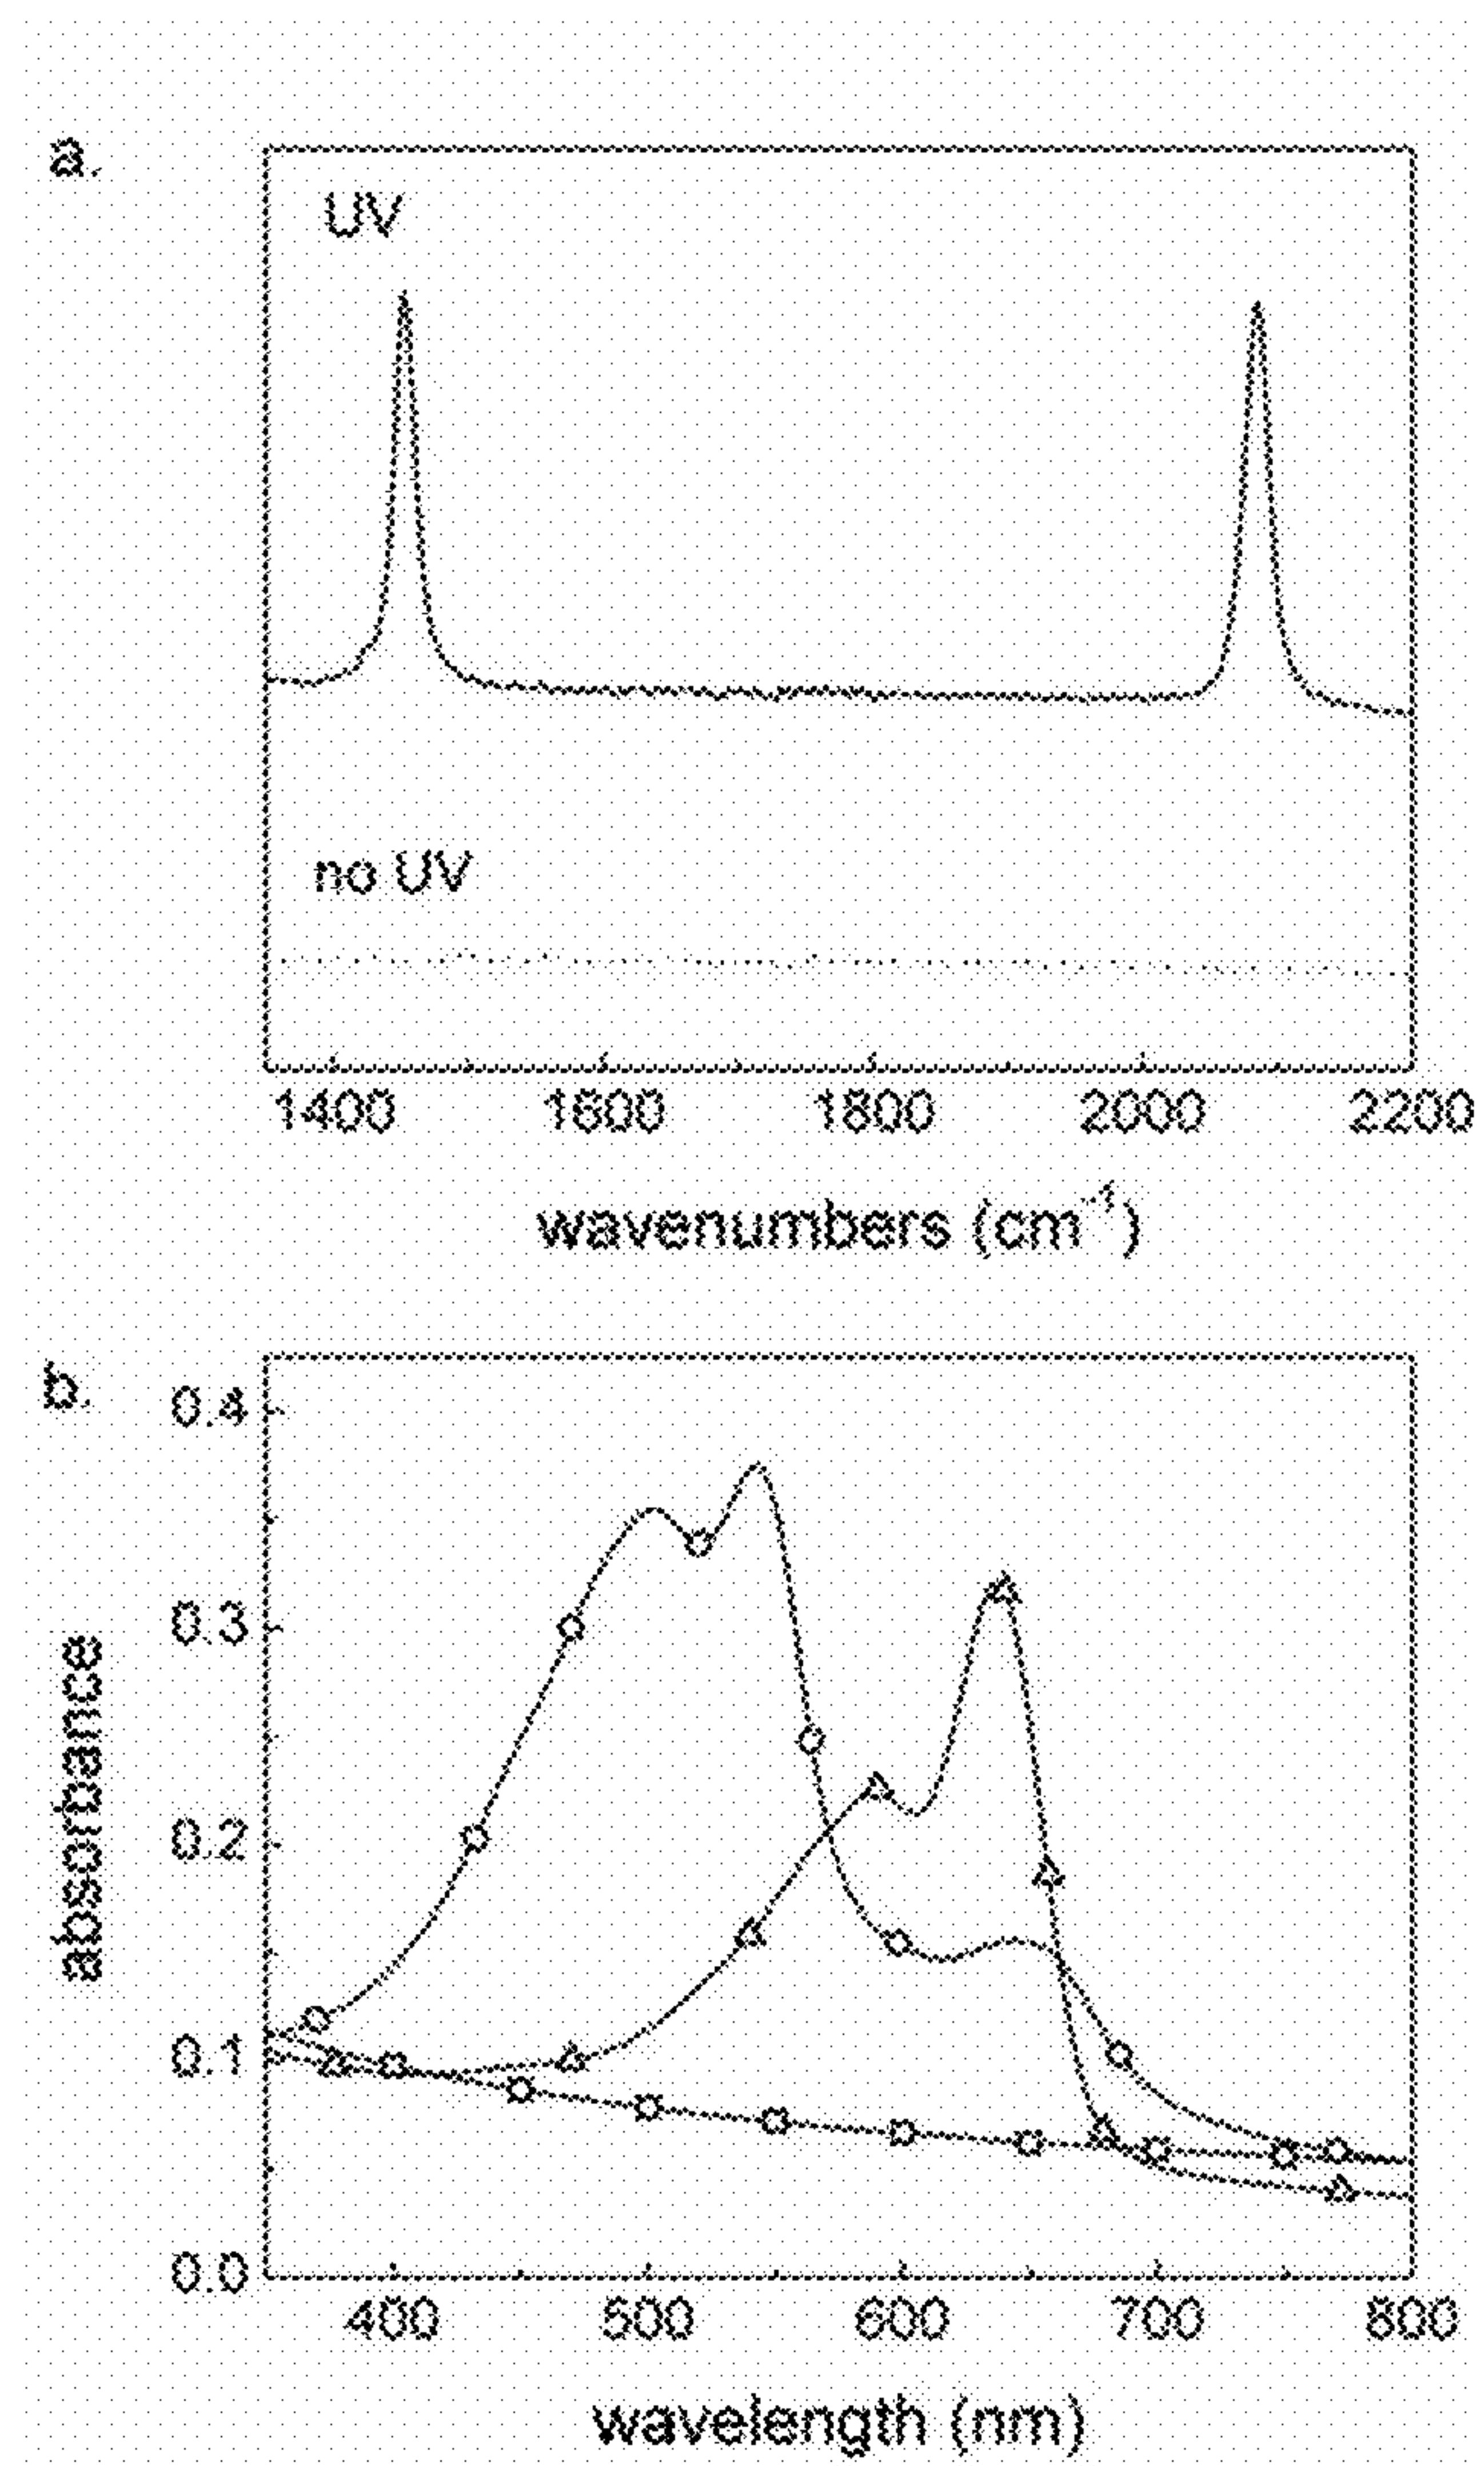 a.
UV
no UV
1400 1600 1800 2000 2200
wavenumbers (cm⁻¹)
b.
0.4
0.3
0.2
0.1
0.0
absorbance
400 500 600 700 800
wavelength (nm)